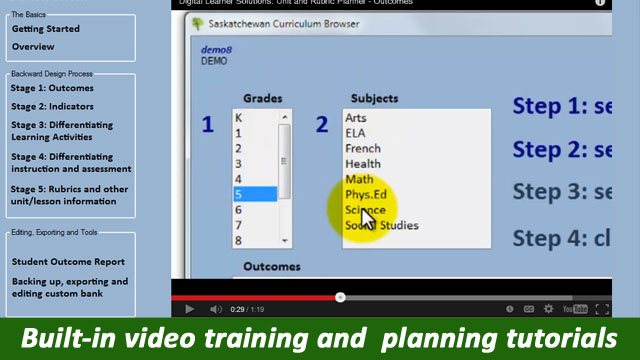 The Basics
Getting Started
Overview
Backward Design Process
Stage 1: Outcomes
Stage 2: Indicators
Stage 3: Differentiating
Learning Activities
Stage 4: Differentiating
instruction and assessment
Stage 5: Rubrics and other
unit/lesson information
Editing, Exporting and Tools
Student Outcome Report
Backing up, exporting and
editing custom bank
Digital Learner Solutions: Unit and Rubric Planner - Outcomes
Saskatchewan Curriculum Browser
demo8
DEMO
Grades
1
K
1
2
3
4
5
6
7
8
Subjects
2
Arts
ELA
French
Health
Math
Phys.Ed
Science
Social Studies
Step 1: se
Step 2: se
Step 3: se
Step 4: cl
Outcomes
0:29 / 1:19
CC
YouTube
Built-in video training and planning tutorials